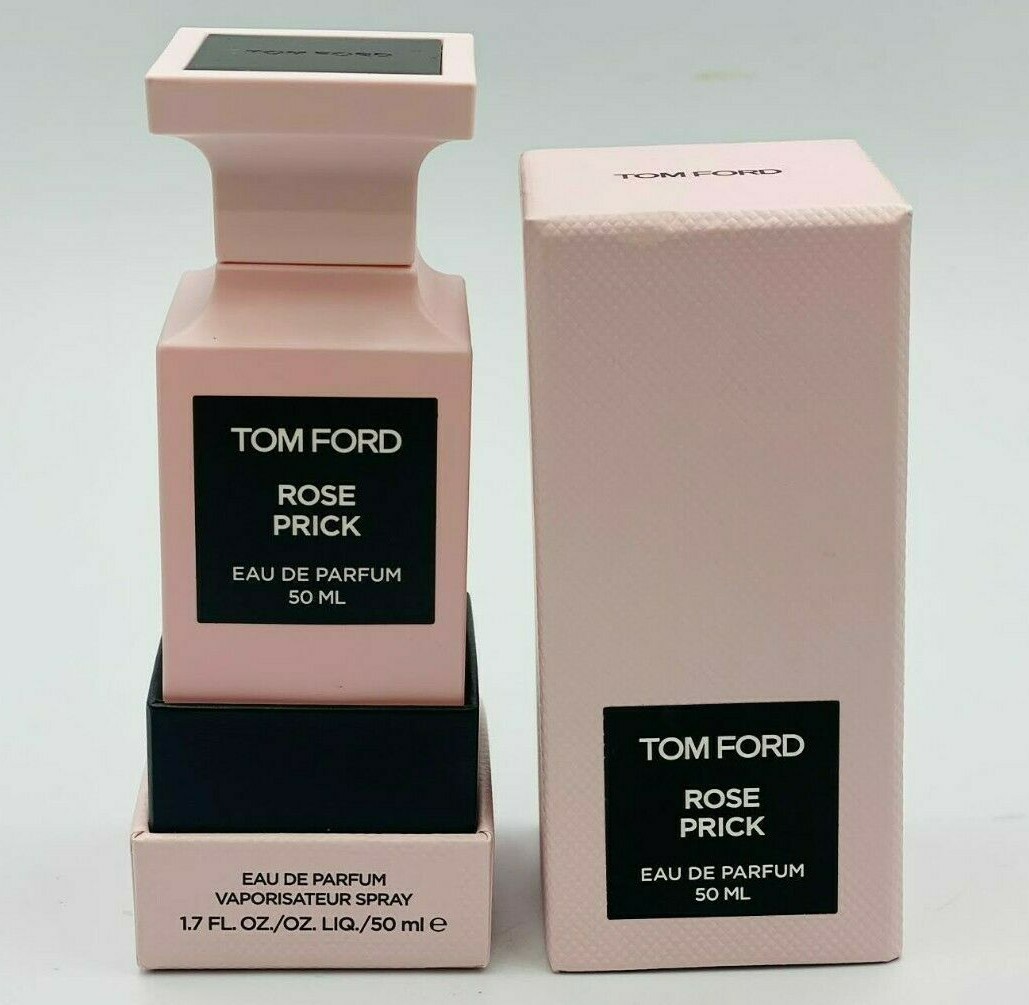 TOM FORD
TOM FORD
ROSE
PRICK
EAU DE PARFUM
50 ML
EAU DE PARFUM
VAPORISATEUR SPRAY
1.7 FL. OZ./OZ. LIQ./50 ml ℮
TOM FORD
TOM FORD
ROSE
PRICK
EAU DE PARFUM
50 ML